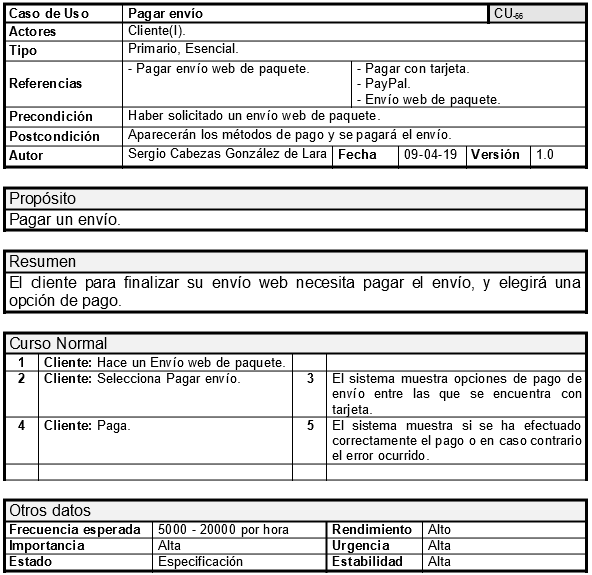 Caso de Uso Pagar envío CU-56
Actores Cliente(I).
Tipo Primario, Esencial.
Referencias
- Pagar envío web de paquete.
- Pagar con tarjeta.
- PayPal.
- Envío web de paquete.
Precondición Haber solicitado un envío web de paquete.
Postcondición Aparecerán los métodos de pago y se pagará el envío.
Autor Sergio Cabezas González de Lara Fecha 09-04-19 Versión 1.0
Propósito
Pagar un envío.
Resumen
El cliente para finalizar su envío web necesita pagar el envío, y elegirá una
opción de pago.
Curso Normal
1 Cliente: Hace un Envío web de paquete.
2 Cliente: Selecciona Pagar envío.
3 El sistema muestra opciones de pago de
envío entre las que se encuentra con
tarjeta.
4 Cliente: Paga.
5 El sistema muestra si se ha efectuado
correctamente el pago o en caso contrario
el error ocurrido.
Otros datos
Frecuencia esperada 5000 - 20000 por hora Rendimiento Alto
Importancia Alta Urgencia Alta
Estado Especificación Estabilidad Alta